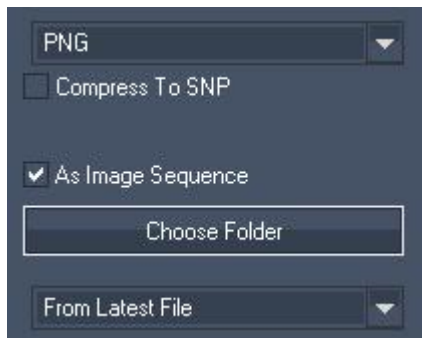 PNG
Compress To SNP
As Image Sequence
Choose Folder
From Latest File